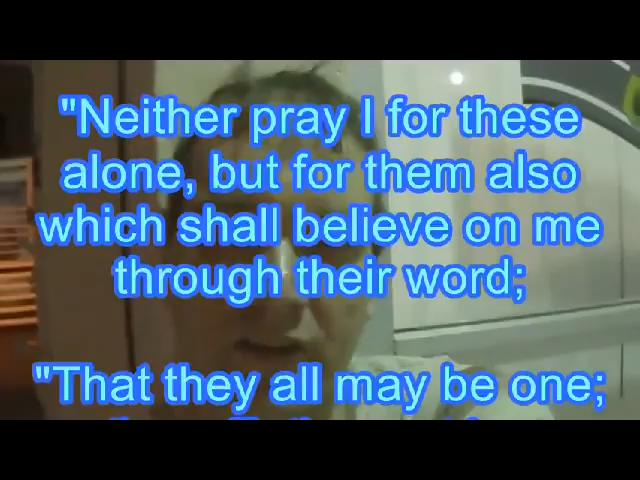 "Neither pray I for these
alone, but for them also
which shall believe on me
through their word;
"That they all may be one;